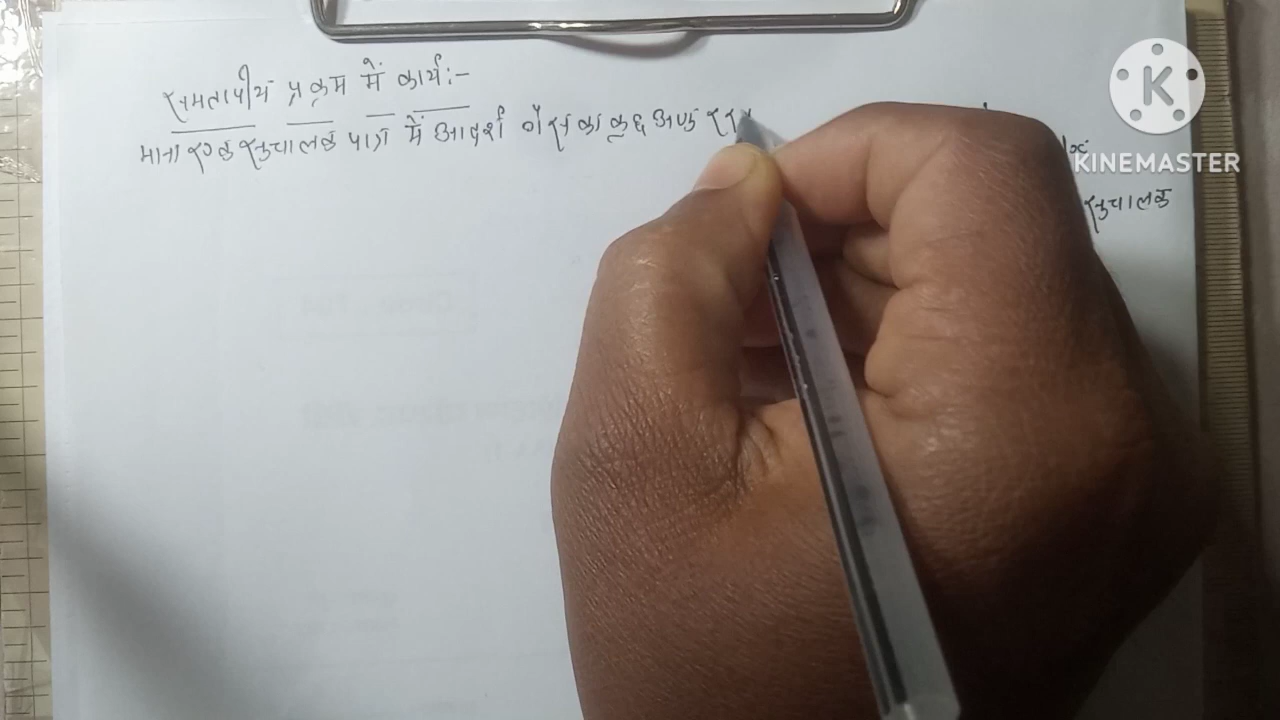 समतापीय प्रक्रम में कार्य:-
माना एक सुचालक पात्र में आदर्श गैस का कुछ अणु
KINEMASTER
सुचालक